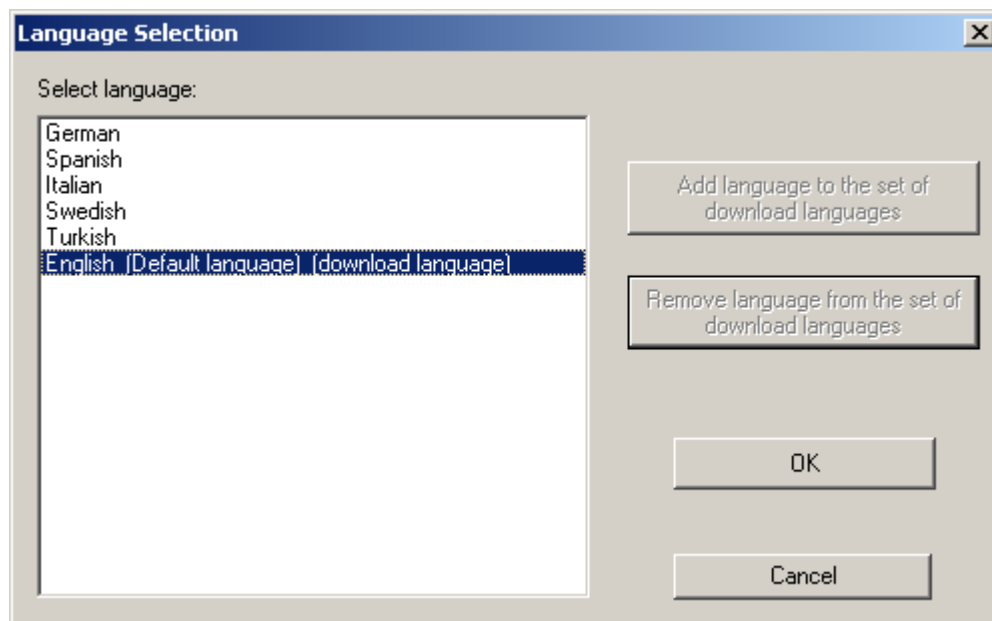 Language Selection
Select language:
German
Spanish
Italian
Swedish
Turkish
English (Default language) (download language)
Add language to the set of
download languages
Remove language from the set of
download languages
OK
Cancel